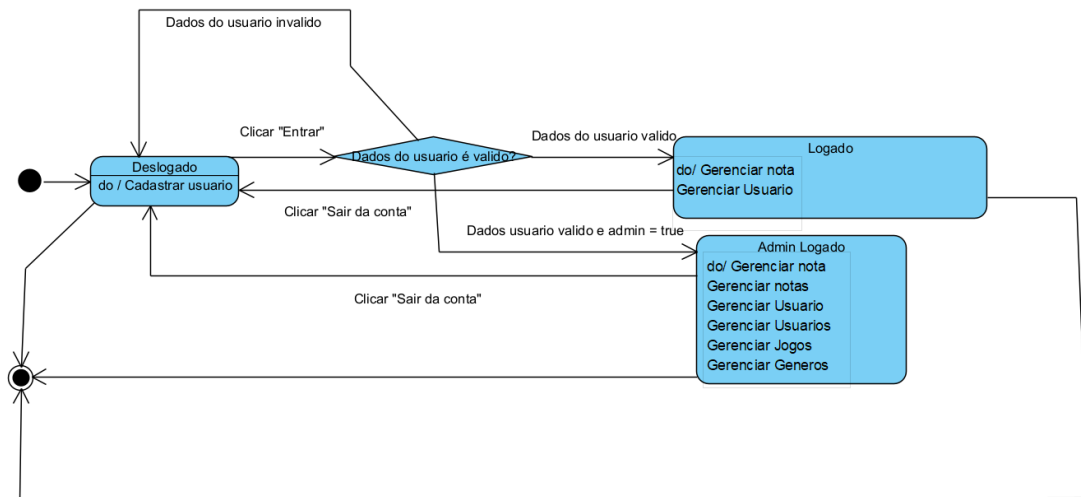 Dados do usuario invalido
Clicar "Entrar"
Dados do usuario é valido?
Dados do usuario valido
Logado
do/ Gerenciar nota
Gerenciar Usuario
Deslogado
do / Cadastrar usuario
Clicar "Sair da conta"
Dados usuario valido e admin = true
Admin Logado
do/ Gerenciar nota
Gerenciar notas
Gerenciar Usuario
Gerenciar Usuarios
Gerenciar Jogos
Gerenciar Generos
Clicar "Sair da conta"